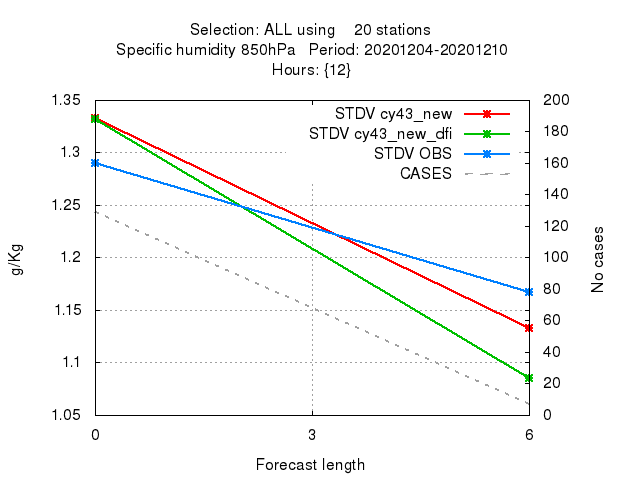 Selection: ALL using    20 stations
Specific humidity 850hPa   Period: 20201204-20201210
Hours: {12}
STDV cy43_new
STDV cy43_new_dfi
STDV OBS
CASES
1.35
1.3
1.25
1.2
1.15
1.1
1.05
g/Kg
200
180
160
140
120
100
80
60
40
20
0
No cases
0
3
6
Forecast length